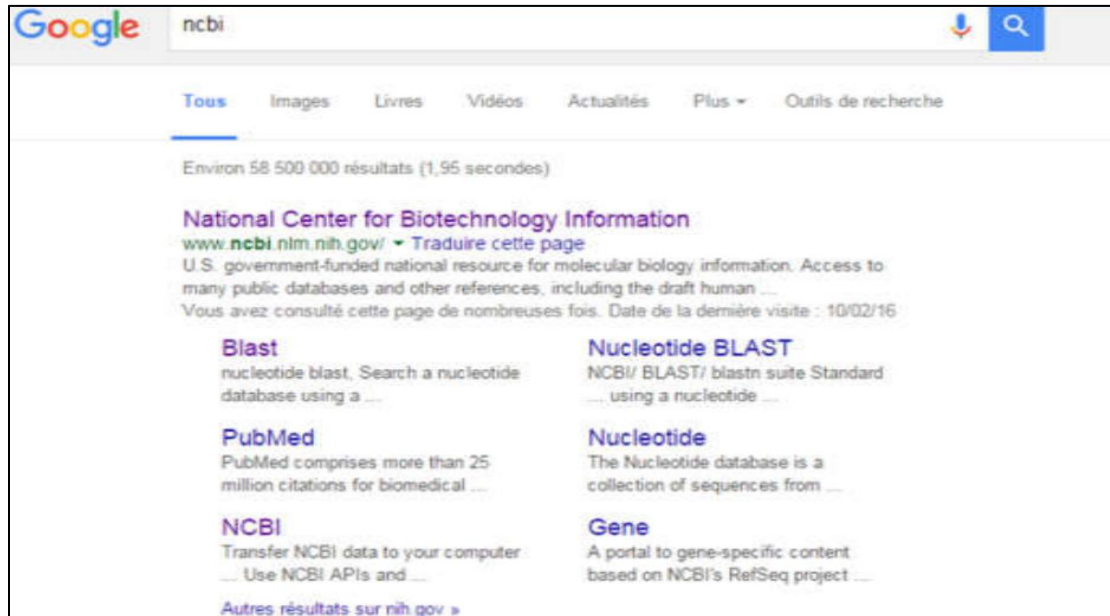 Google ncbi
Tous Images Livres Vidéos Actualités Plus Outils de recherche
Environ 58 500 000 résultats (1,95 secondes)
National Center for Biotechnology Information
www.ncbi.nlm.nih.gov/ Traduire cette page
U.S. government-funded national resource for molecular biology information. Access to
many public databases and other references, including the draft human ...
Vous avez consulté cette page de nombreuses fois. Date de la dernière visite : 10/02/16
Blast
nucleotide blast, Search a nucleotide
database using a ...
Nucleotide BLAST
NCBI/ BLAST/ blastn suite Standard
... using a nucleotide ...
PubMed
PubMed comprises more than 25
million citations for biomedical ...
Nucleotide
The Nucleotide database is a
collection of sequences from ...
NCBI
Transfer NCBI data to your computer
... Use NCBI APIs and ...
Gene
A portal to gene-specific content
based on NCBI's RefSeq project ...
Autres résultats sur nih.gov »